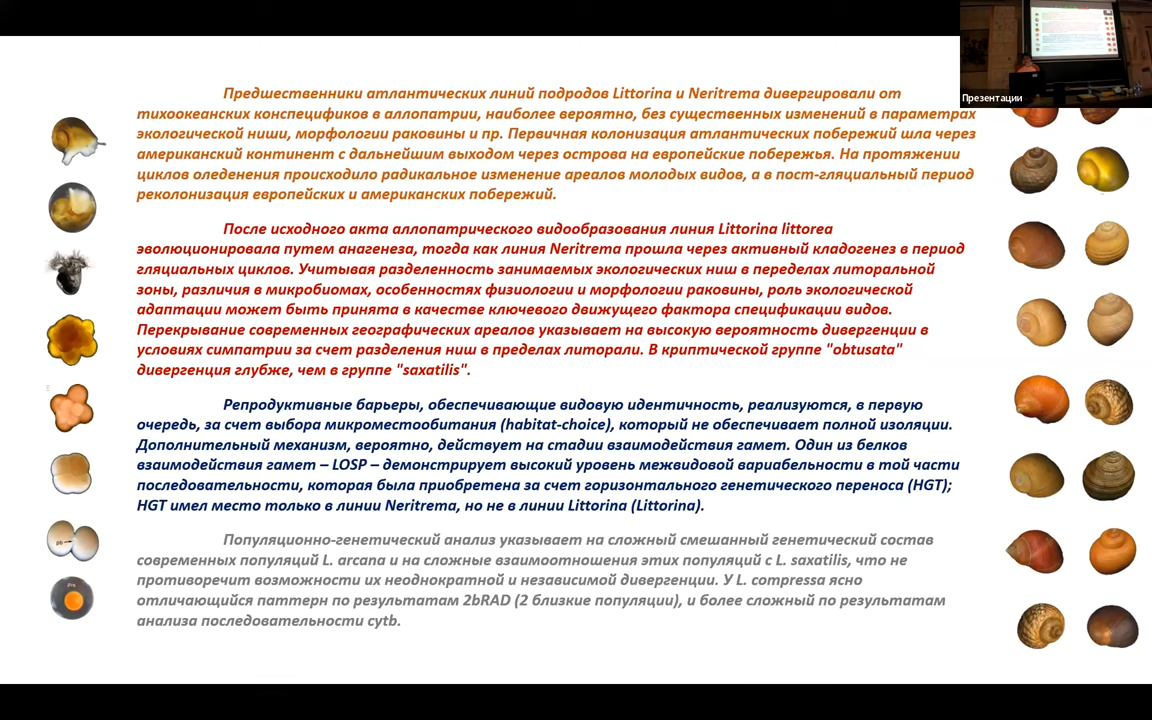 Презентации
Предшественники атлантических линий подродов Littorina и Neritrema дивергировали от
тихоокеанских конспецификов в аллопатрии, наиболее вероятно, без существенных изменений в параметрах
экологической ниши, морфологии раковины и пр. Первичная колонизация атлантических побережий шла через
американский континент с дальнейшим выходом через острова на европейские побережья. На протяжении
циклов оледенения происходило радикальное изменение ареалов молодых видов, а в пост-гляциальный период
реколонизация европейских и американских побережий.
После исходного акта аллопатрического видообразования линия Littorina littorea
эволюционировала путем анагенеза, тогда как линия Neritrema прошла через активный кладогенез в период
гляциальных циклов. Учитывая разделенность занимаемых экологических ниш в переделах литоральной
зоны, различия в микробиомах, особенностях физиологии и морфологии раковины, роль экологической
адаптации может быть принята в качестве ключевого движущего фактора спецификации видов.
Перекрывание современных географических ареалов указывает на высокую вероятность дивергенции в
условиях симпатрии за счет разделения ниш в пределах литорали. В криптической группе "obtusata"
дивергенция глубже, чем в группе "saxatilis".
Репродуктивные барьеры, обеспечивающие видовую идентичность, реализуются, в первую
очередь, за счет выбора микроместообитания (habitat-choice), который не обеспечивает полной изоляции.
Дополнительный механизм, вероятно, действует на стадии взаимодействия гамет. Один из белков
взаимодействия гамет – LOSP – демонстрирует высокий уровень межвидовой вариабельности в той части
последовательности, которая была приобретена за счет горизонтального генетического переноса (HGT);
HGT имел место только в линии Neritrema, но не в линии Littorina (Littorina).
Популяционно-генетический анализ указывает на сложный смешанный генетический состав
современных популяций L. arcana и на сложные взаимоотношения этих популяций с L. saxatilis, что не
противоречит возможности их неоднократной и независимой дивергенции. У L. compressa ясно
отличающийся паттерн по результатам 2bRAD (2 близкие популяции), и более сложный по результатам
анализа последовательности cytb.